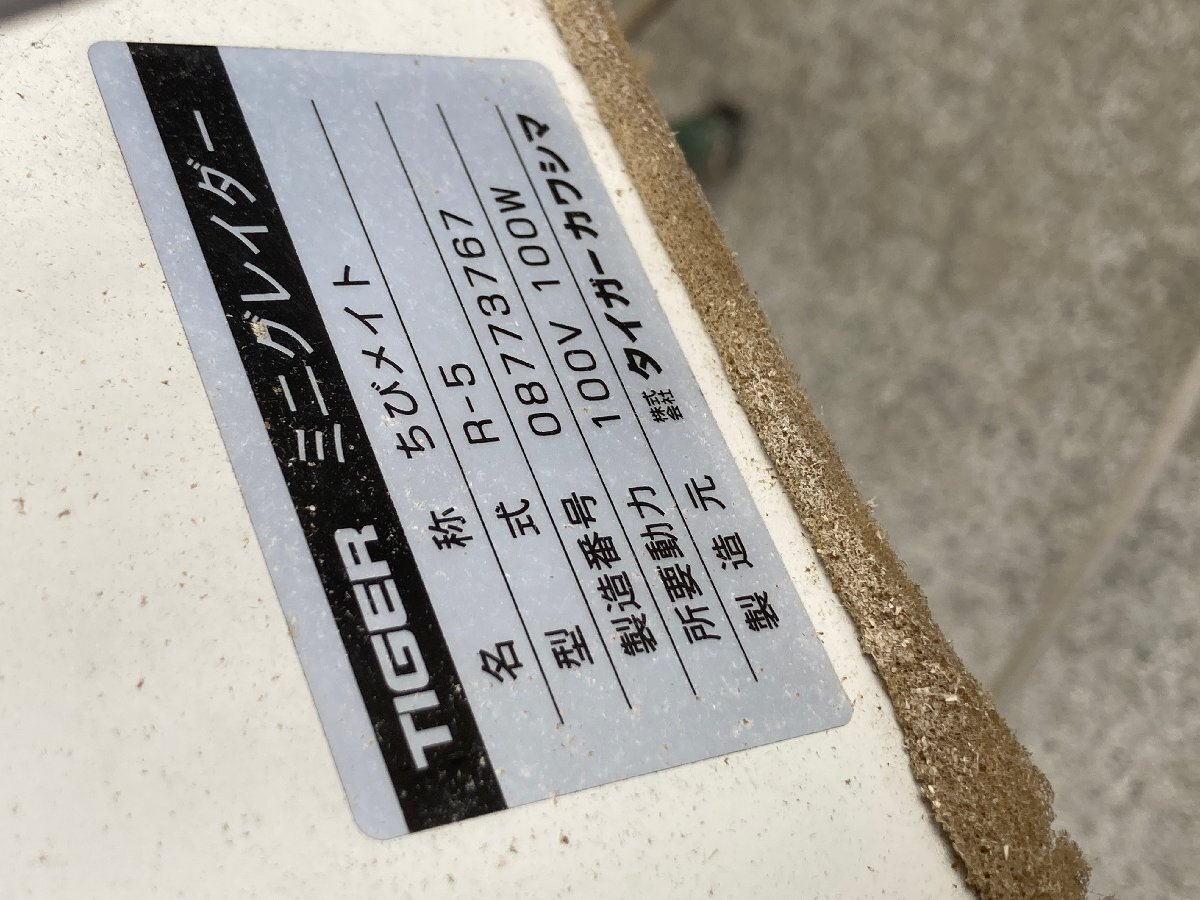 TIGER ミニグレイダー
名称 ちびメイト
型式 R-5
製造番号 08773767
所要動力 100V 100W
製造元 株式会社 タイガーカワシマ